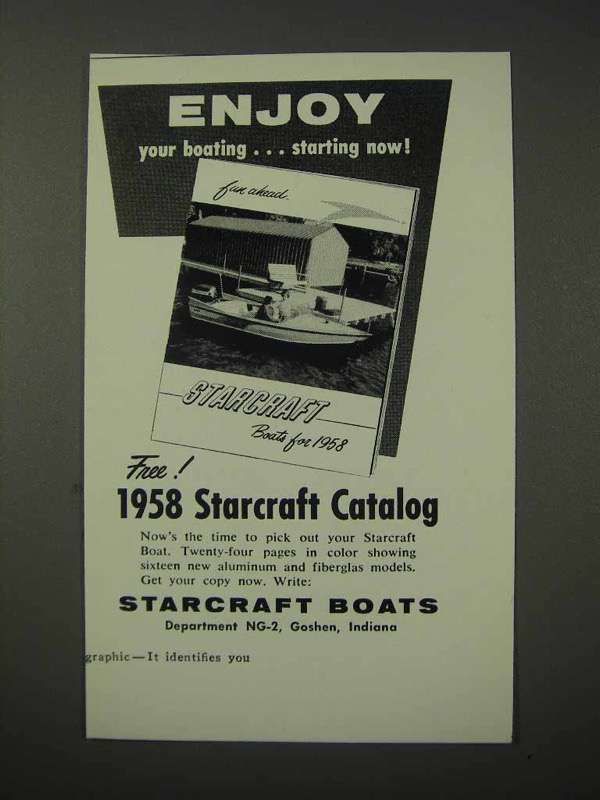 ENJOY
your boating . . . starting now!
fun ahead.
STARCRAFT
Boats for 1958
Free!
1958 Starcraft Catalog
Now's the time to pick out your Starcraft
Boat. Twenty-four pages in color showing
sixteen new aluminum and fiberglas models.
Get your copy now. Write:
STARCRAFT BOATS
Department NG-2, Goshen, Indiana
graphic—It identifies you